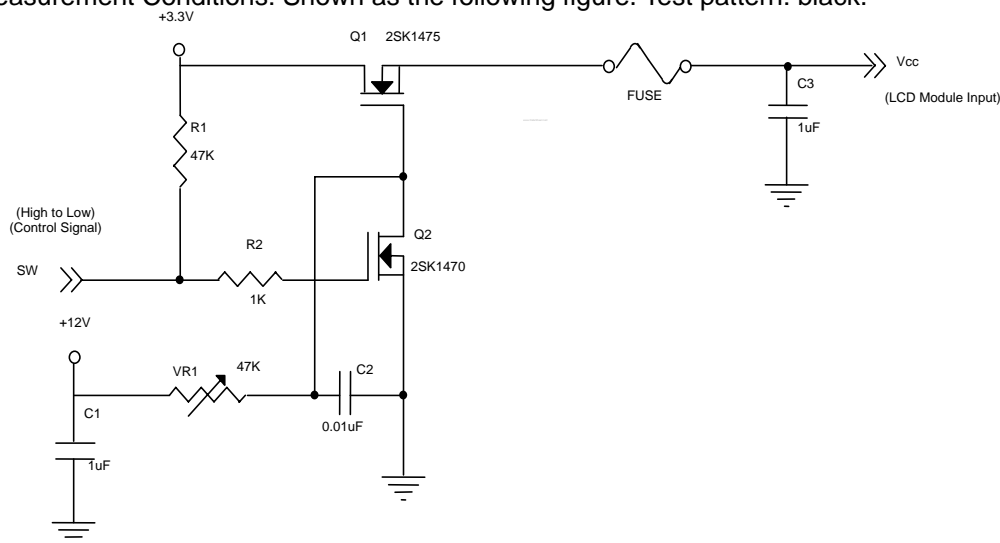 easurement Conditions: Shown as the following figure. Test pattern: black.
+3.3V
Q1 2SK1475
Vcc
(LCD Module Input)
FUSE
C3
1uF
R1
47K
(High to Low)
(Control Signal)
SW
R2
1K
Q2
2SK1470
+12V
VR1
47K
C2
0.01uF
C1
1uF